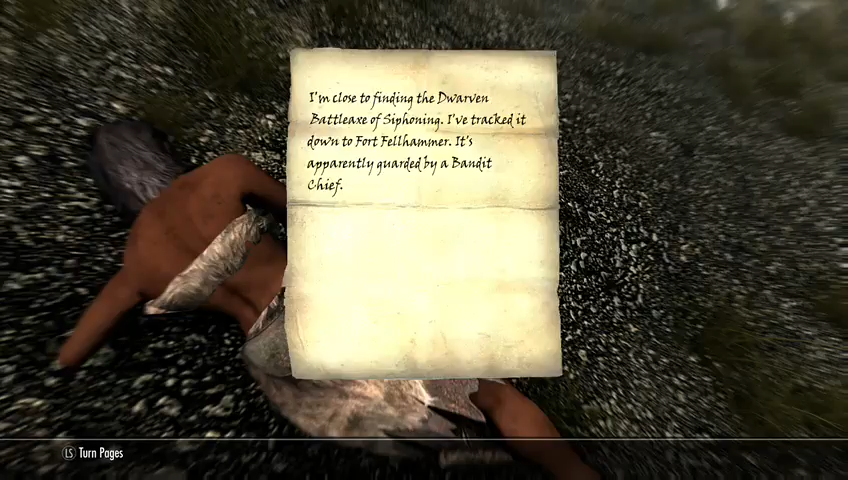 I'm close to finding the Dwarven
Battleaxe of Siphoning. I've tracked it
down to Fort Fellhammer. It's
apparently guarded by a Bandit
Chief.
LS Turn Pages